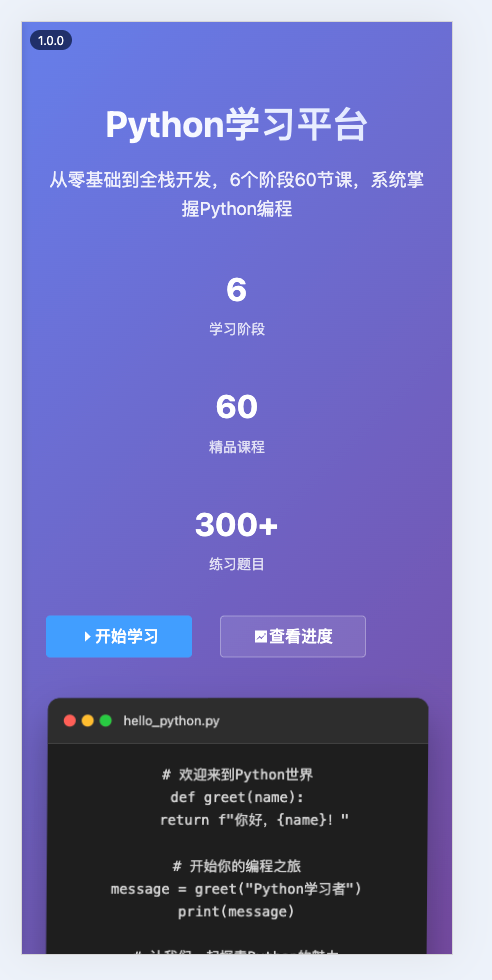 1.0.0
Python学习平台
从零基础到全栈开发，6个阶段60节课，系统掌
握Python编程
6
学习阶段
60
精品课程
300+
练习题目
开始学习
查看进度
hello_python.py
# 欢迎来到Python世界
def greet(name):
return f"你好，{name}！"
# 开始你的编程之旅
message = greet("Python学习者")
print(message)